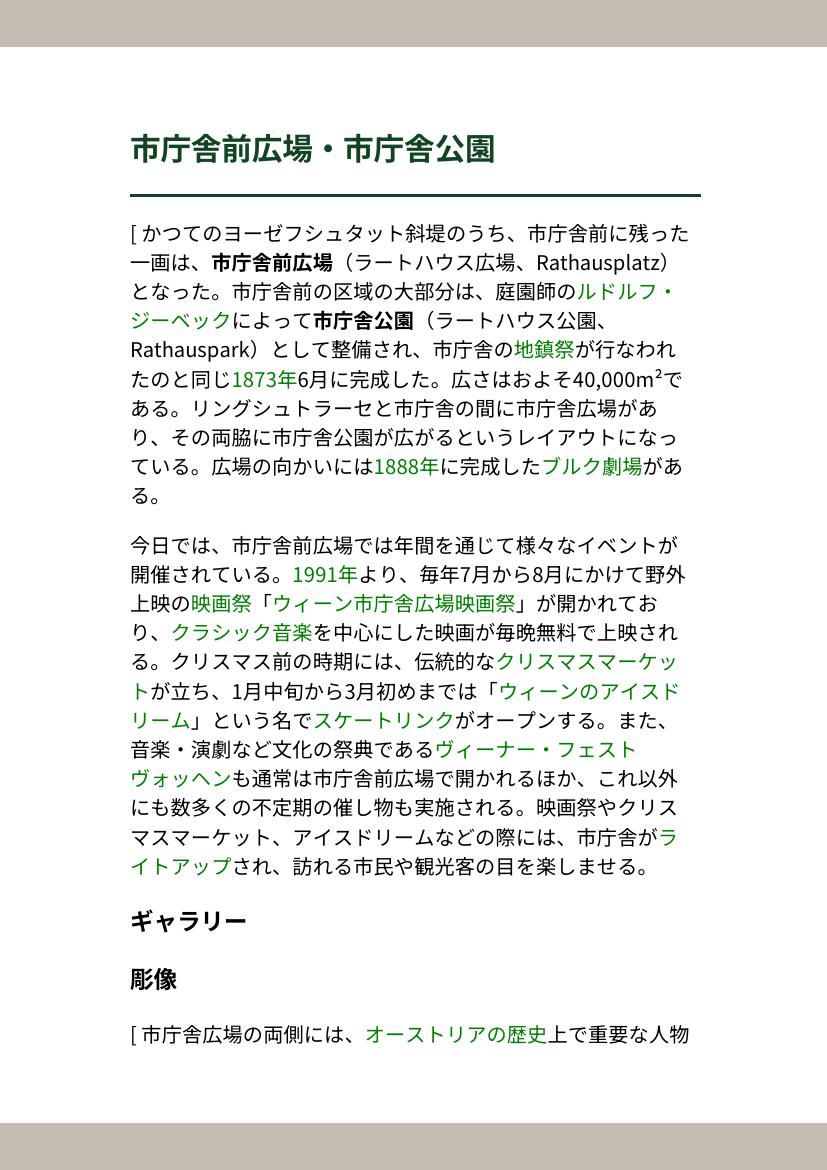 市庁舎前広場・市庁舎公園
[ かつてのヨーゼフシュタット斜堤のうち、市庁舎前に残った
一画は、市庁舎前広場（ラートハウス広場、Rathausplatz）
となった。市庁舎前の区域の大部分は、庭園師のルドルフ・
ジーベックによって市庁舎公園（ラートハウス公園、
Rathauspark）として整備され、市庁舎の地鎮祭が行なわれ
たのと同じ1873年6月に完成した。広さはおよそ40,000m²で
ある。リングシュトラーセと市庁舎の間に市庁舎広場があ
り、その両脇に市庁舎公園が広がるというレイアウトになっ
ている。広場の向かいには1888年に完成したブルク劇場があ
る。
今日では、市庁舎前広場では年間を通じて様々なイベントが
開催されている。1991年より、毎年7月から8月にかけて野外
上映の映画祭「ウィーン市庁舎広場映画祭」が開かれてお
り、クラシック音楽を中心にした映画が毎晩無料で上映され
る。クリスマス前の時期には、伝統的なクリスマスマーケッ
トが立ち、1月中旬から3月初めまでは「ウィーンのアイスド
リーム」という名でスケートリンクがオープンする。また、
音楽・演劇など文化の祭典であるヴィーナー・フェスト
ヴォッヘンも通常は市庁舎前広場で開かれるほか、これ以外
にも数多くの不定期の催し物も実施される。映画祭やクリス
マスマーケット、アイスドリームなどの際には、市庁舎がラ
イトアップされ、訪れる市民や観光客の目を楽しませる。
ギャラリー
彫像
[ 市庁舎広場の両側には、オーストリアの歴史上で重要な人物